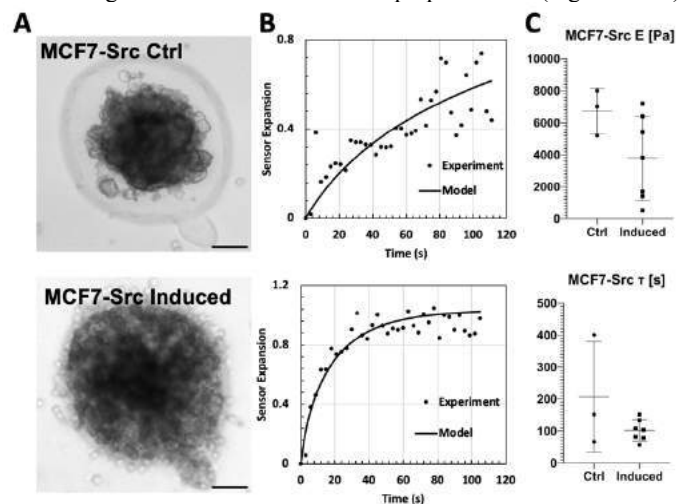 A
B
C
MCF7-Src Ctrl
0.8
0.4
0
Sensor Expansion
Experiment
Model
0 20 40 60 80 100 120
Time (s)
MCF7-Src E [Pa]
10000
8000
6000
4000
2000
0
Ctrl Induced
MCF7-Src Induced
1.2
0.8
0.4
0
Sensor Expansion
Experiment
Model
0 20 40 60 80 100 120
Time (s)
MCF7-Src τ [s]
500
400
300
200
100
0
Ctrl Induced